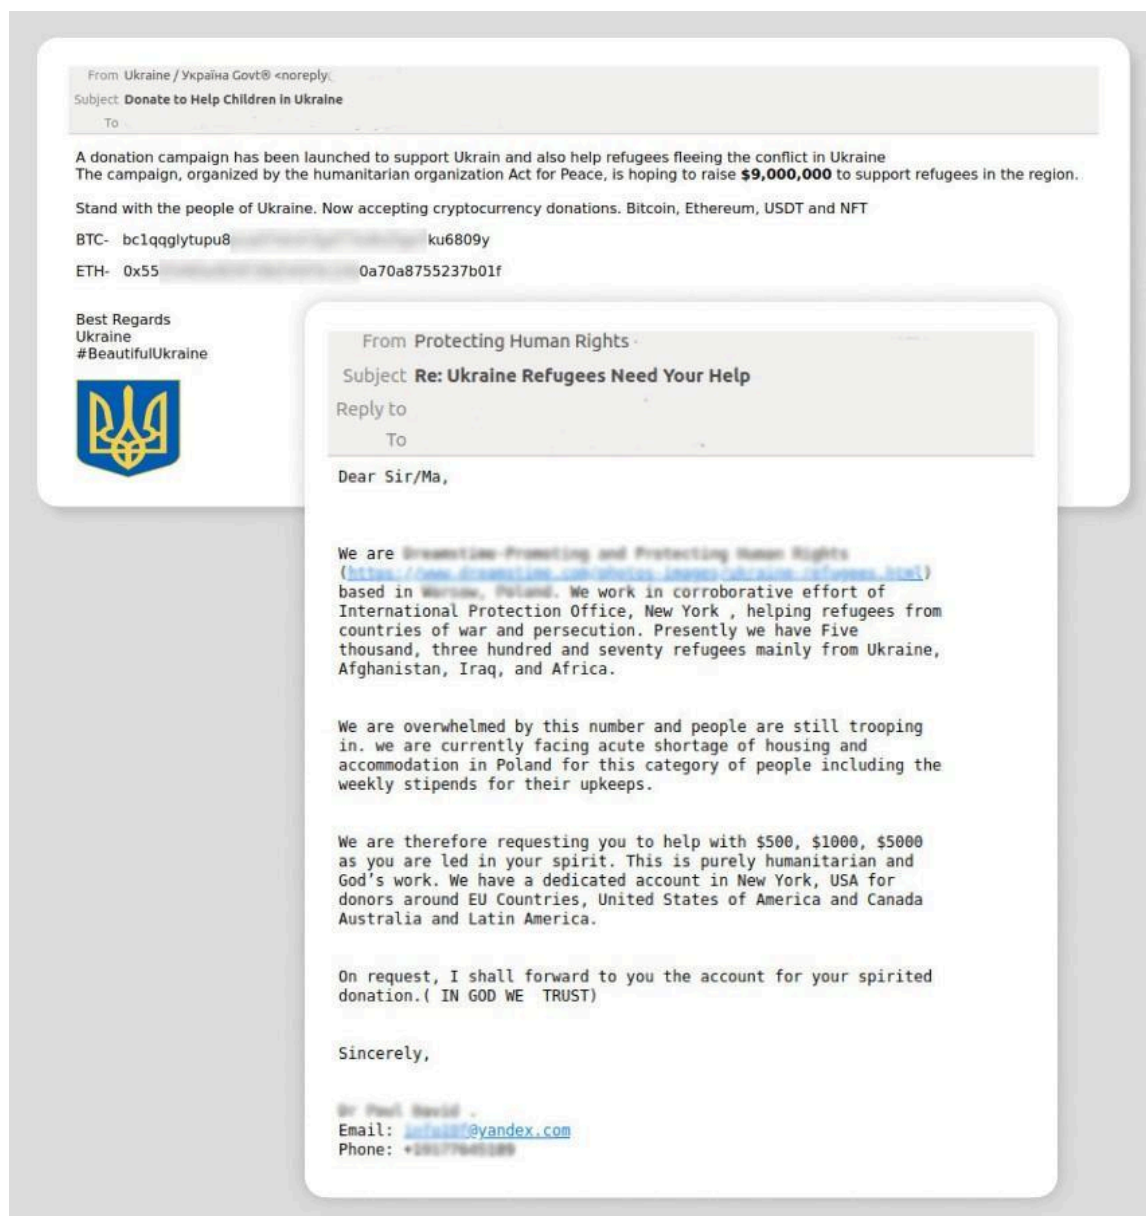 From Ukraine / Україна Govt® <noreply
Subject Donate to Help Children in Ukraine
To
A donation campaign has been launched to support Ukrain and also help refugees fleeing the conflict in Ukraine
The campaign, organized by the humanitarian organization Act for Peace, is hoping to raise $9,000,000 to support refugees in the region.
Stand with the people of Ukraine. Now accepting cryptocurrency donations. Bitcoin, Ethereum, USDT and NFT
BTC- bc1qqglytupu8 ku6809y
ETH- 0x55 0a70a8755237b01f
Best Regards
Ukraine
#BeautifulUkraine
From Protecting Human Rights
Subject Re: Ukraine Refugees Need Your Help
Reply to
To
Dear Sir/Ma,
We are
based in We work in corroborative effort of
International Protection Office, New York , helping refugees from
countries of war and persecution. Presently we have Five
thousand, three hundred and seventy refugees mainly from Ukraine,
Afghanistan, Iraq, and Africa.
We are overwhelmed by this number and people are still trooping
in. we are currently facing acute shortage of housing and
accommodation in Poland for this category of people including the
weekly stipends for their upkeeps.
We are therefore requesting you to help with $500, $1000, $5000
as you are led in your spirit. This is purely humanitarian and
God's work. We have a dedicated account in New York, USA for
donors around EU Countries, United States of America and Canada
Australia and Latin America.
On request, I shall forward to you the account for your spirited
donation.( IN GOD WE TRUST)
Sincerely,
Email: @yandex.com
Phone: